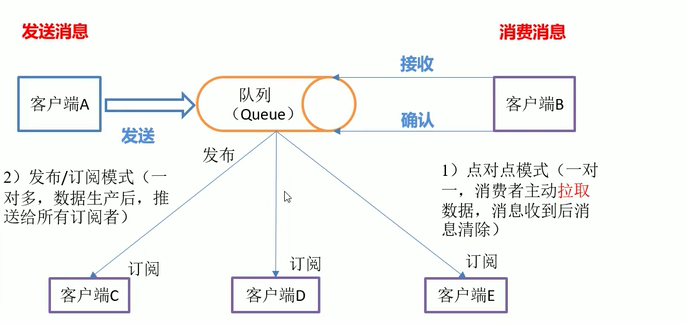 发送消息
消费消息
客户端A
发送
队列
（Queue）
接收
确认
客户端B
发布
2）发布/订阅模式（一
对多，数据生产后，推
送给所有订阅者）
1）点对点模式（一对
一，消费者主动拉取
数据，消息收到后消
息清除）
订阅
订阅
订阅
客户端C
客户端D
客户端E